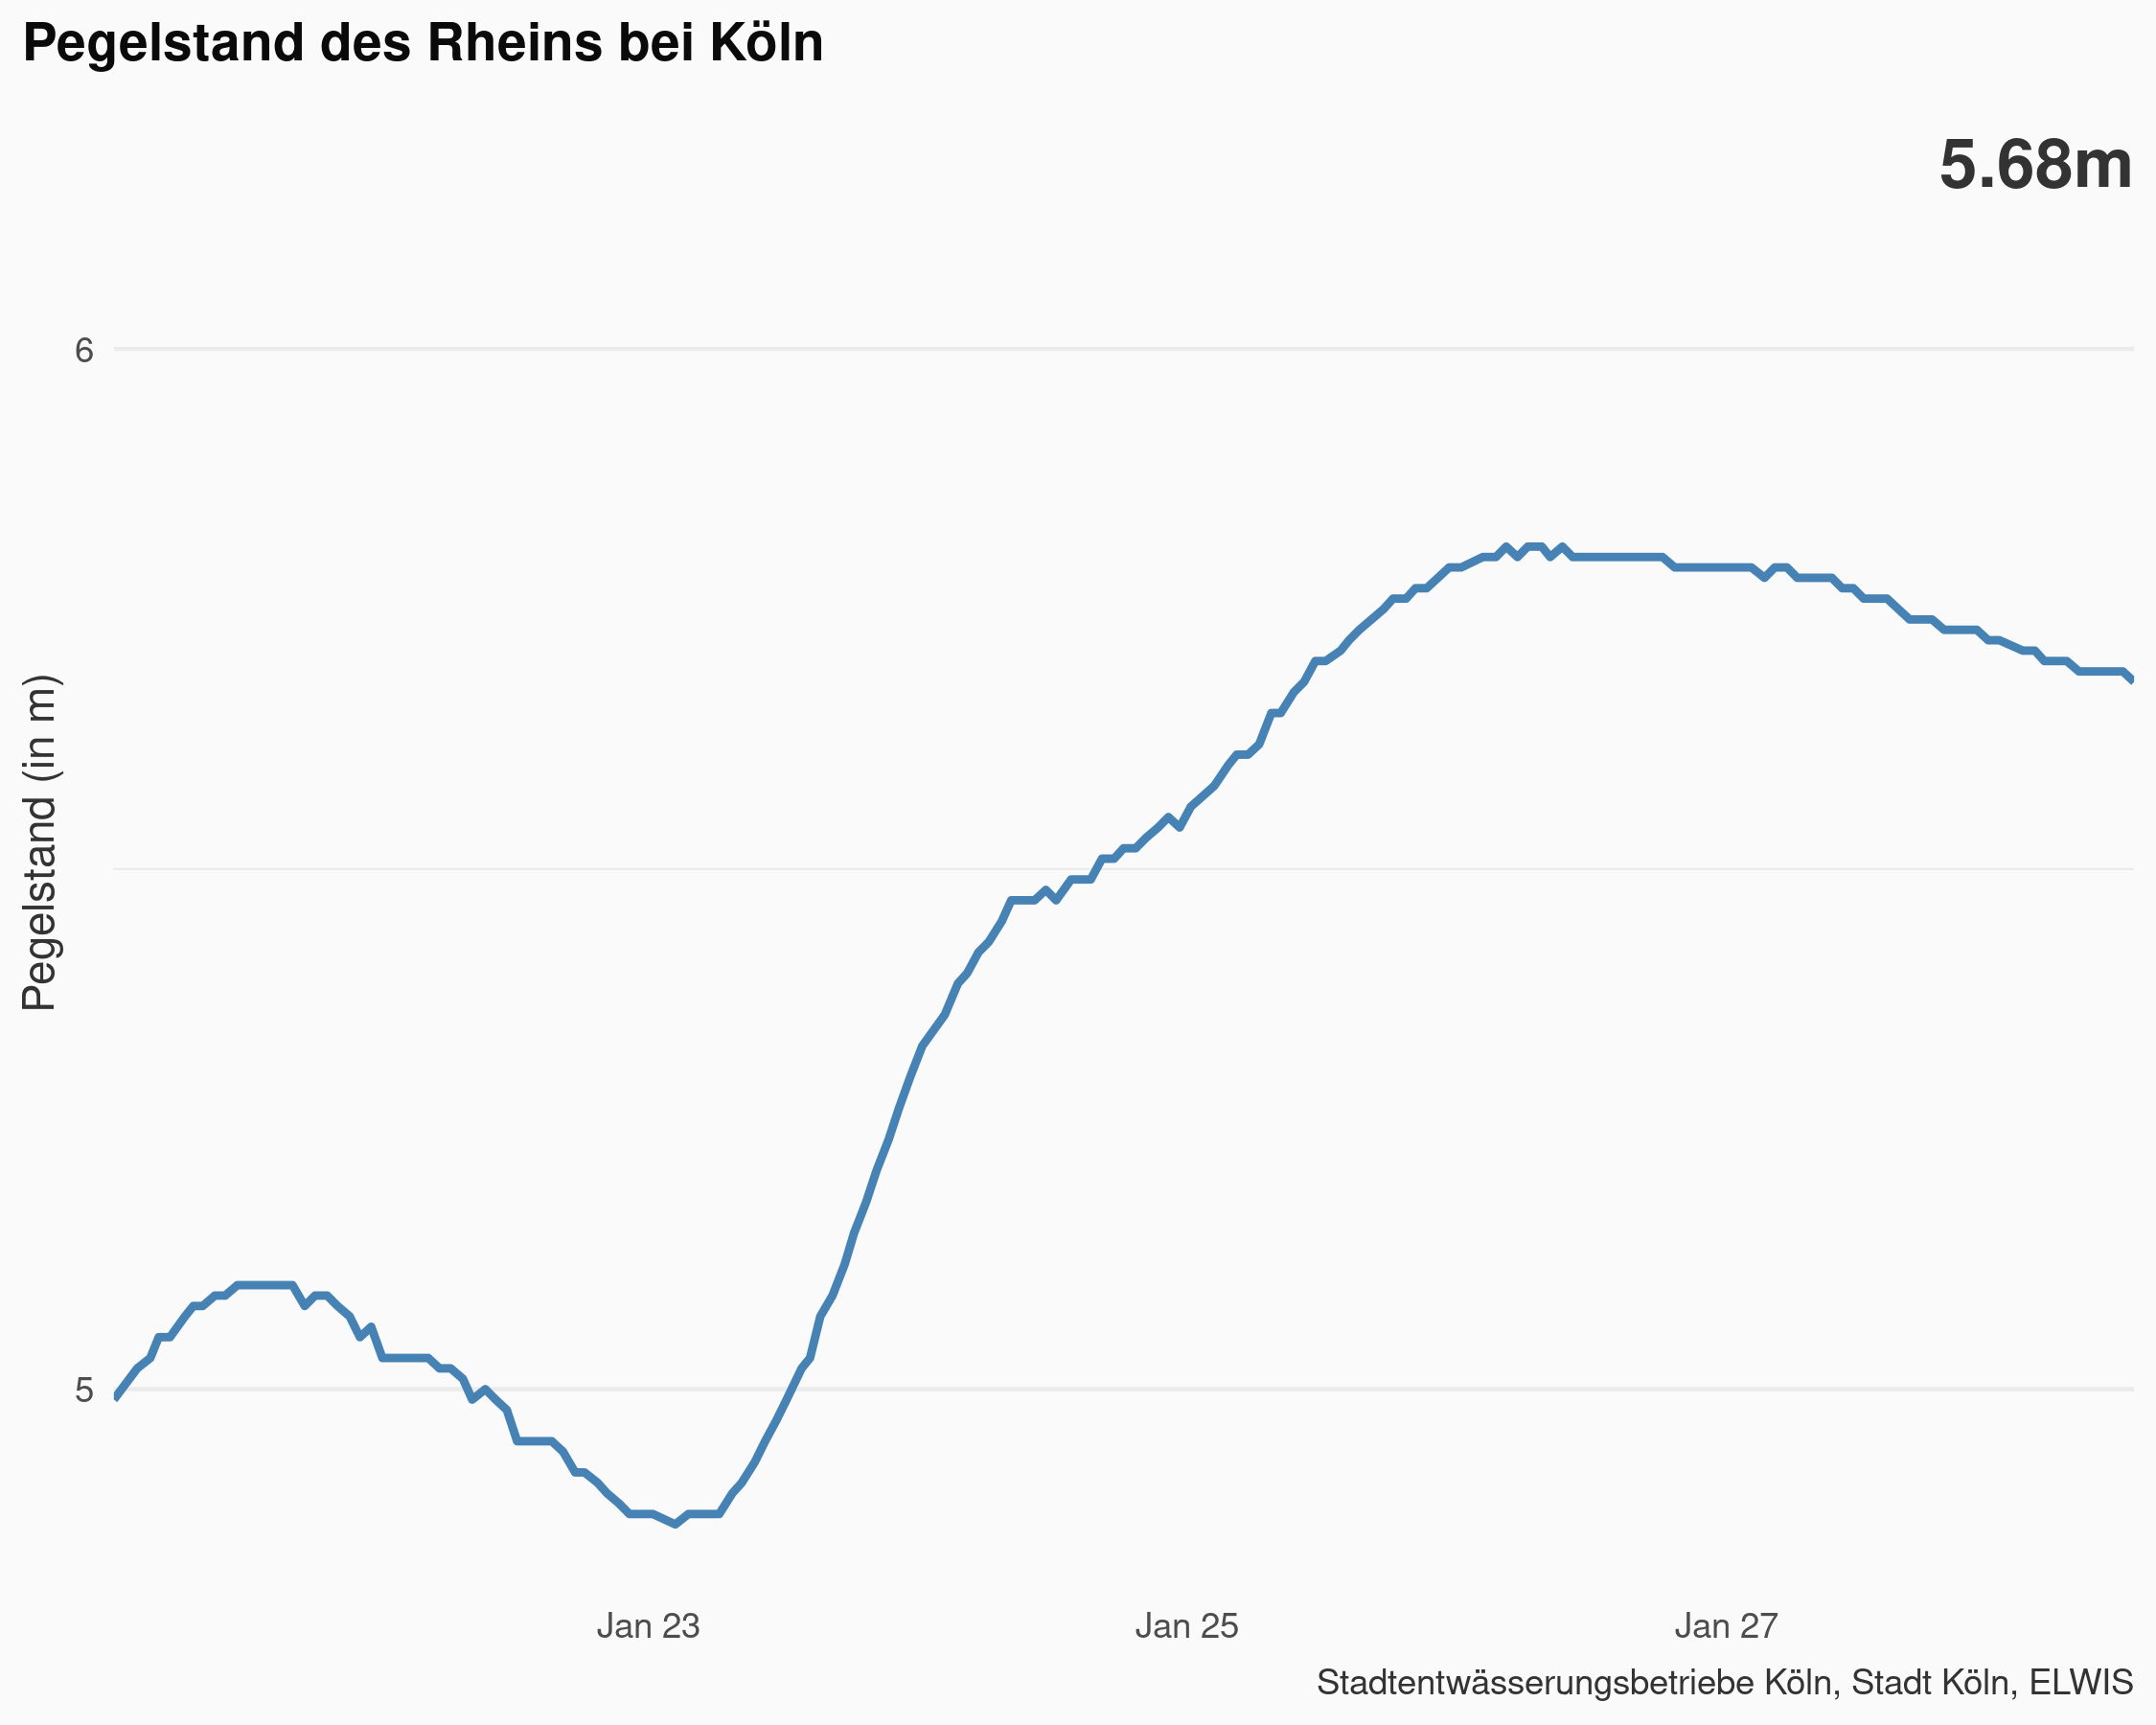 Pegelstand des Rheins bei Köln
5.68m
6
Pegelstand (in m)
5
Jan 23
Jan 25
Jan 27
Stadtentwässerungsbetriebe Köln, Stadt Köln, ELWIS